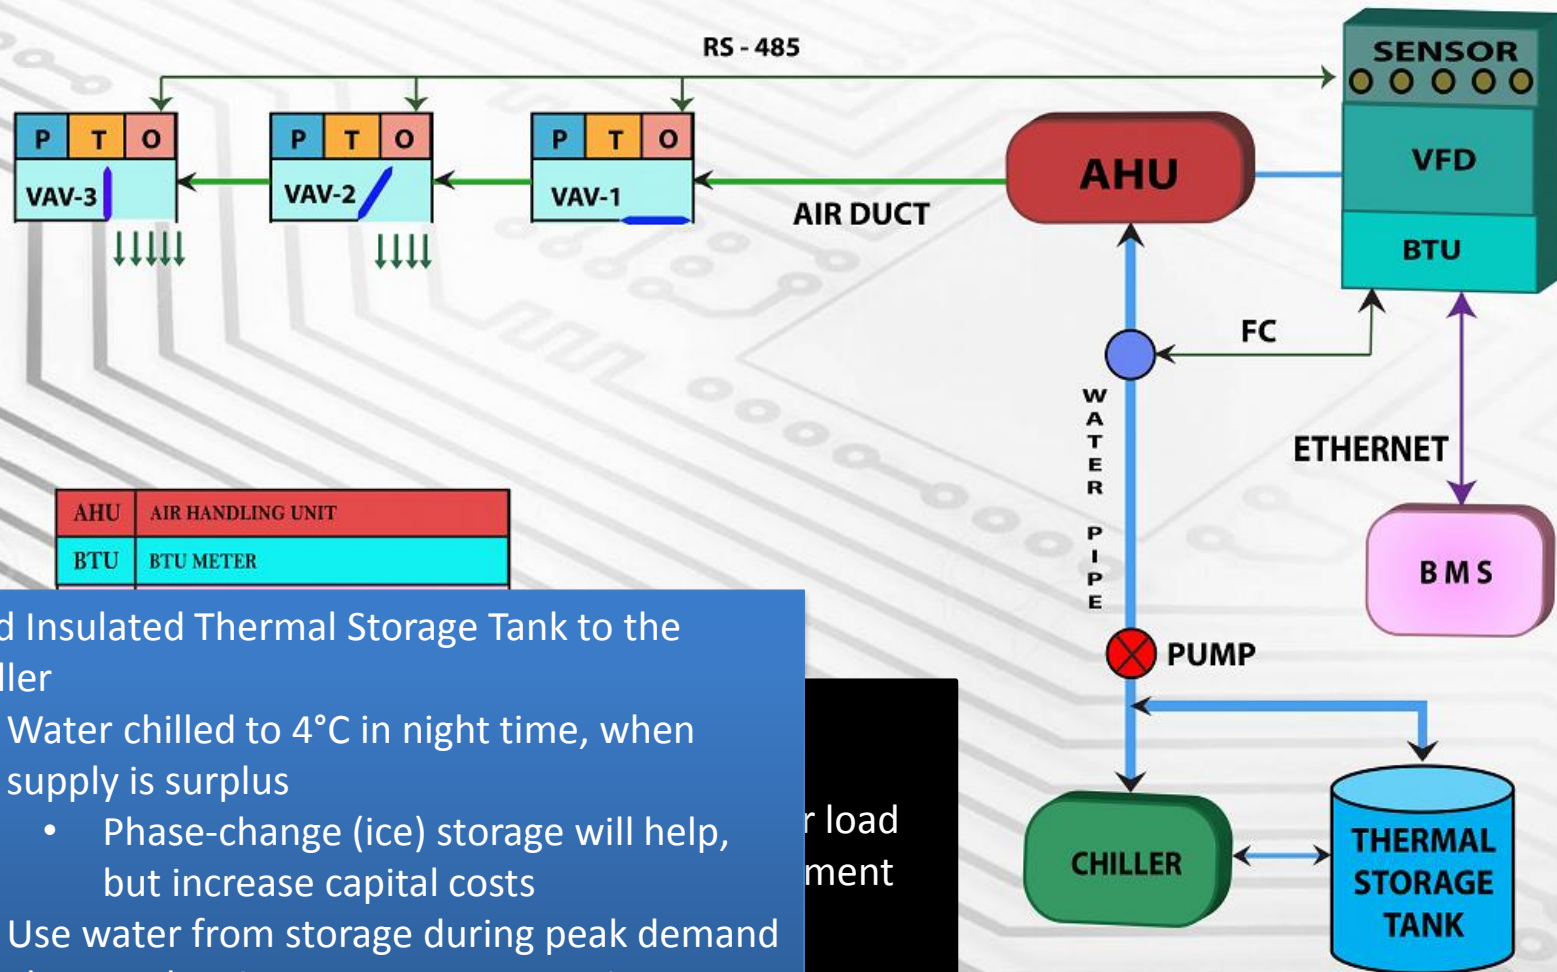 RS - 485
SENSOR
P T O
P T O
P T O
VFD
AHU
VAV-3
VAV-2
VAV-1
AIR DUCT
BTU
FC
WATER PIPE
ETHERNET
AHU AIR HANDLING UNIT
BTU BTU METER
B M S
d Insulated Thermal Storage Tank to the
ller
PUMP
Water chilled to 4°C in night time, when
supply is surplus
• Phase-change (ice) storage will help,
but increase capital costs
r load
ment
CHILLER
THERMAL
STORAGE
TANK
Use water from storage during peak demand